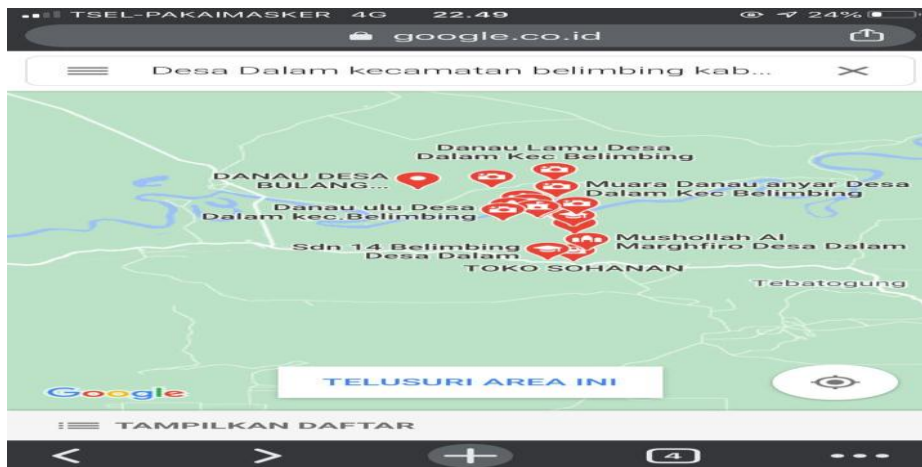 TSEL-PAKAIMASKER 4G 22.49 24%
google.co.id
Desa Dalam kecamatan belimbing kab...
Danau Lamu Desa
Dalam Kec Belimbing
DANAU DESA
BULANG...
Muara Danau anyar Desa
Dalam Kec Belimbing
Danau ulu Desa
Dalam kec.Belimbing
Mushollah Al
Marghfiro Desa Dalam
Sdn 14 Belimbing
Desa Dalam
TOKO SOHANAN
Tebatogung
TELUSURI AREA INI
Google
TAMPILKAN DAFTAR
4